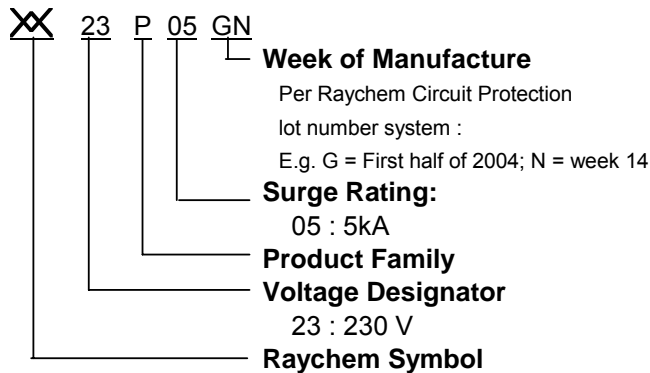 23 P 05 GN
Week of Manufacture
Per Raychem Circuit Protection
lot number system :
E.g. G = First half of 2004; N = week 14
Surge Rating:
05 : 5kA
Product Family
Voltage Designator
23 : 230 V
Raychem Symbol